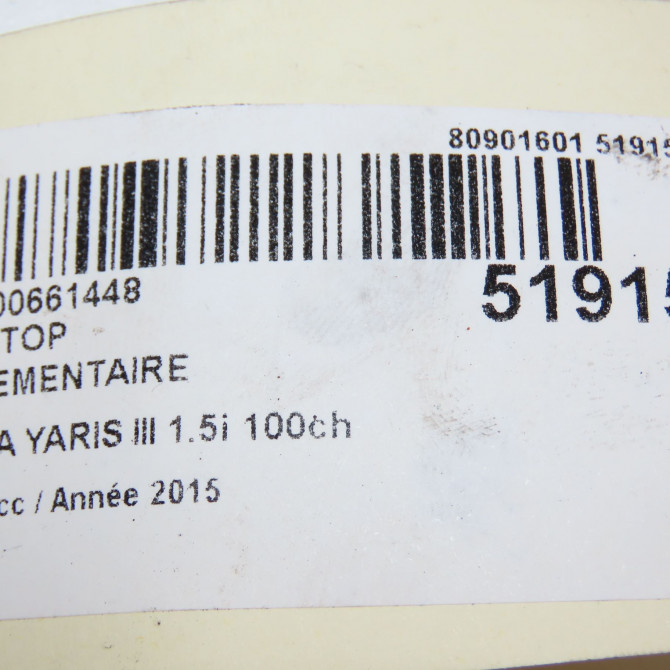 80901601 51915
00661448
51915
TOP
EMENTAIRE
A YARIS III 1.5i 100ch
cc / Année 2015